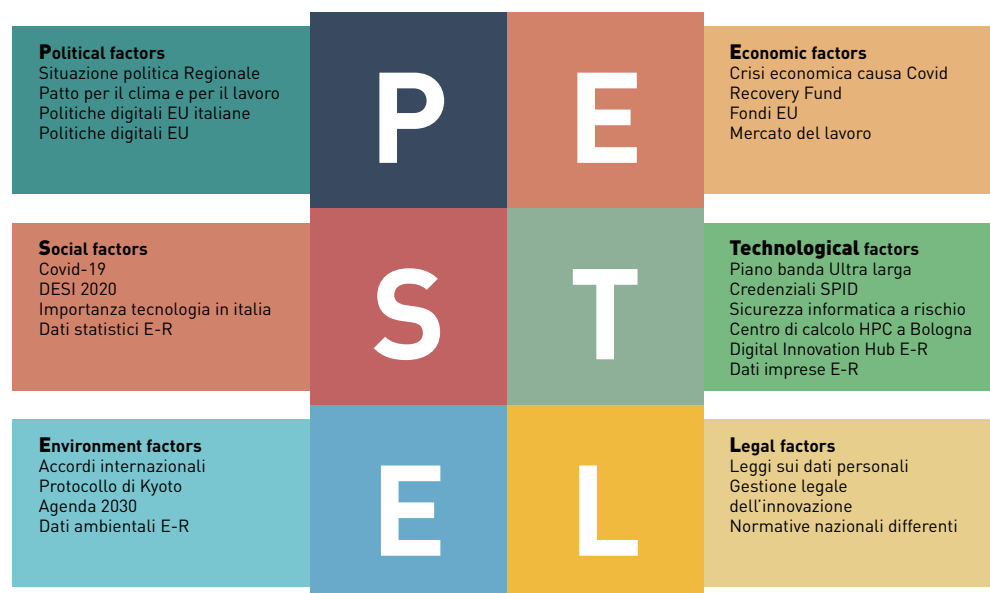 Political factors
Situazione politica Regionale
Patto per il clima e per il lavoro
Politiche digitali EU italiane
Politiche digitali EU
P
E
Economic factors
Crisi economica causa Covid
Recovery Fund
Fondi EU
Mercato del lavoro
Social factors
Covid-19
DESI 2020
Importanza tecnologia in italia
Dati statistici E-R
S
T
Technological factors
Piano banda Ultra larga
Credenziali SPID
Sicurezza informatica a rischio
Centro di calcolo HPC a Bologna
Digital Innovation Hub E-R
Dati imprese E-R
Environment factors
Accordi internazionali
Protocollo di Kyoto
Agenda 2030
Dati ambientali E-R
E
L
Legal factors
Leggi sui dati personali
Gestione legale
dell'innovazione
Normative nazionali differenti